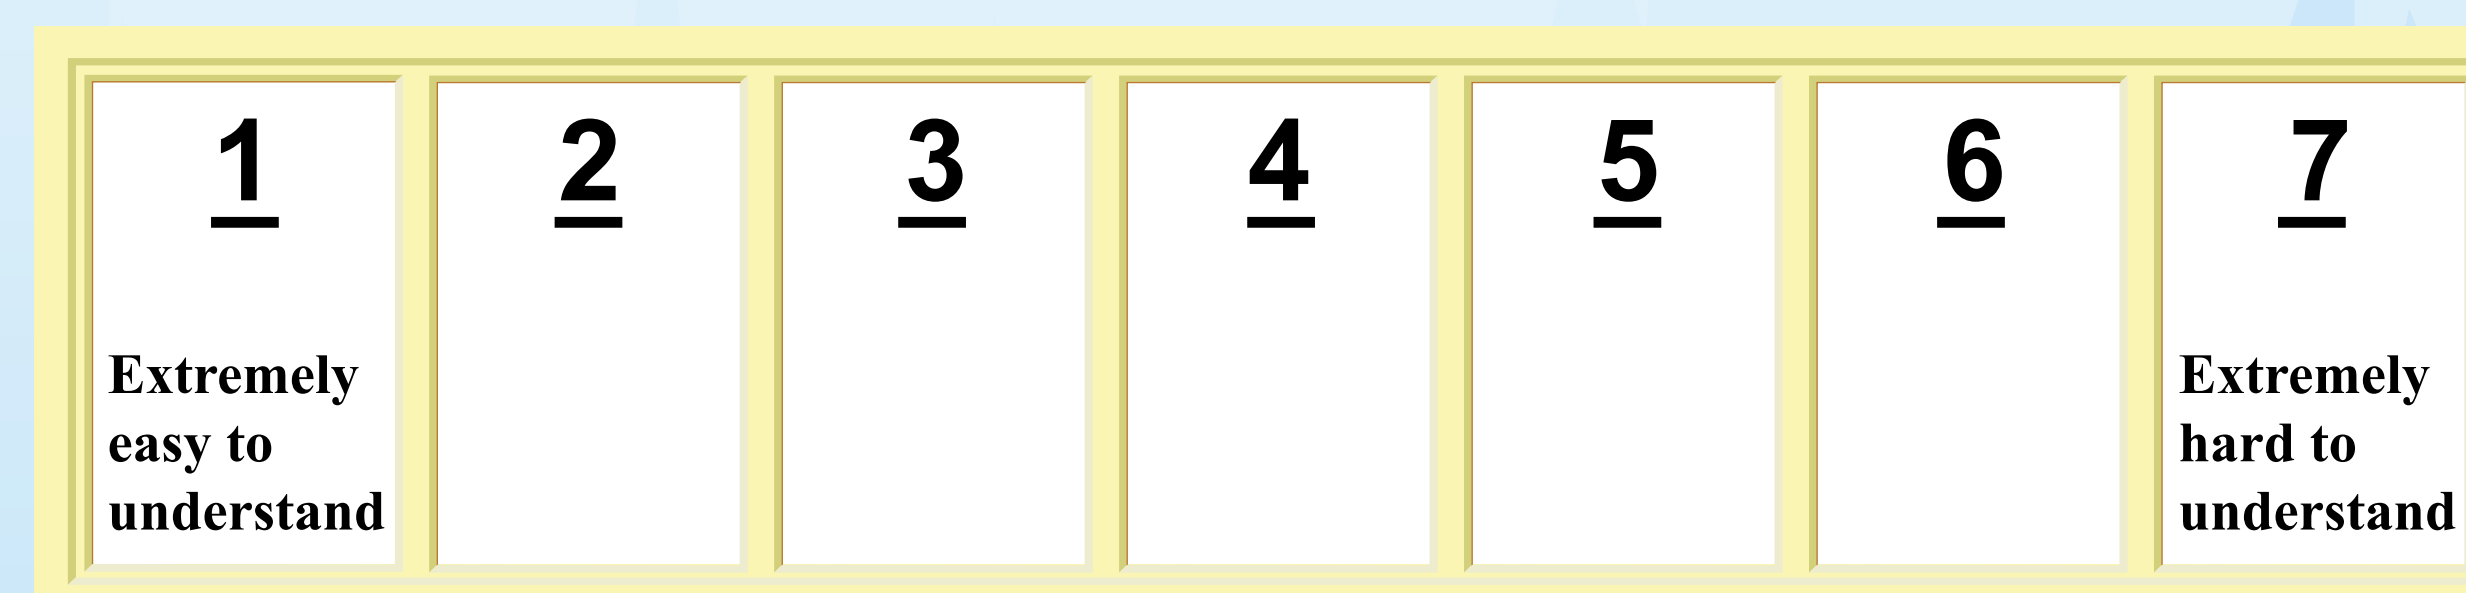 1 2 3 4 5 6 7
Extremely
easy to
understand
Extremely
hard to
understand